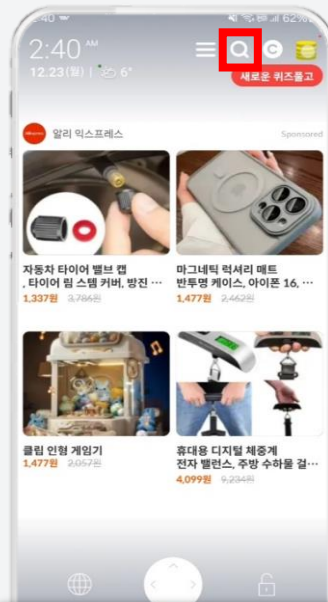 2:40 AM
62%
2:40 AM
12.23(월) | 6°
C
새로운 퀴즈풀고
AliExpress
알리 익스프레스
Sponsored
자동차 타이어 밸브 캡
, 타이어 림 스템 커버, 방진 …
1,337원 3,786원
마그네틱 럭셔리 매트
반투명 케이스, 아이폰 16, …
1,477원 2,462원
클립 인형 게임기
1,477원 2,057원
휴대용 디지털 체중계
전자 밸런스, 주방 수하물 걸…
4,099원 9,234원